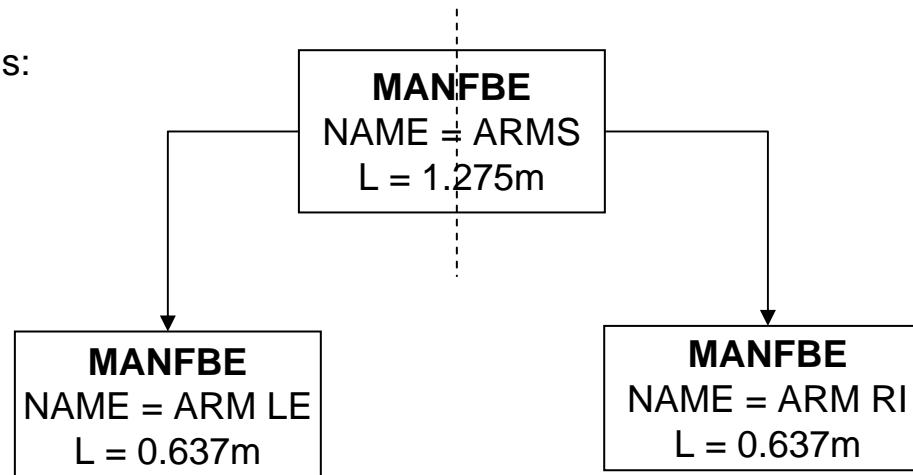 s:
MANFBE
NAME = ARMS
L = 1.275m
MANFBE
NAME = ARM LE
L = 0.637m
MANFBE
NAME = ARM RI
L = 0.637m